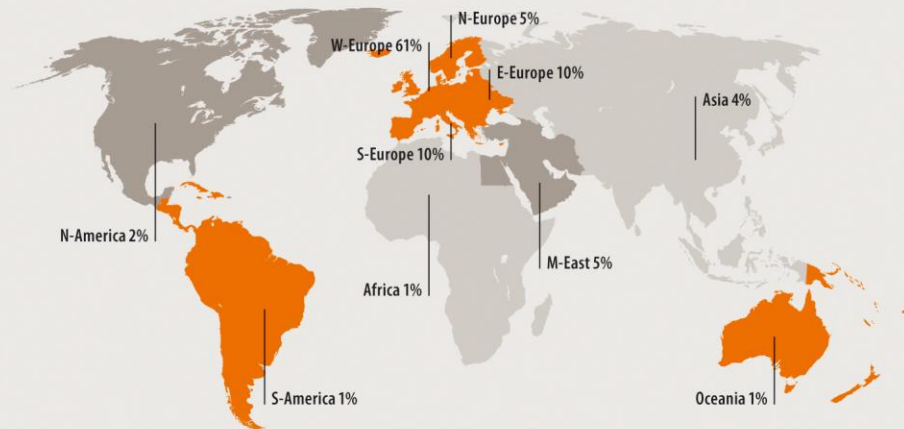 N-Europe 5%
W-Europe 61%
E-Europe 10%
Asia 4%
S-Europe 10%
N-America 2%
M-East 5%
Africa 1%
S-America 1%
Oceania 1%